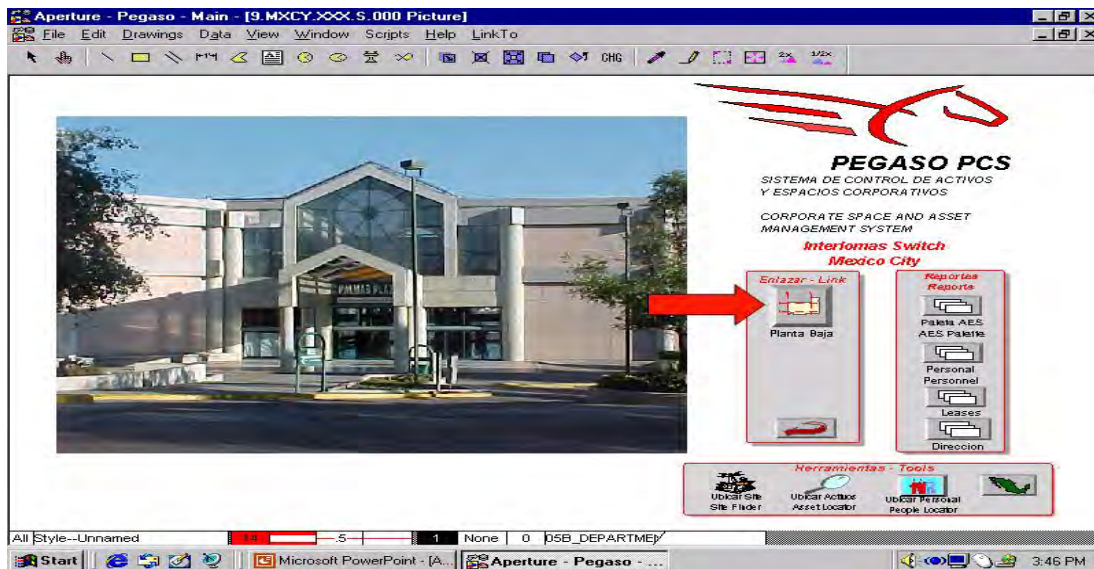 Aperture - Pegaso - Main - [9.MXCY.XXX.S.000 Picture]
File Edit Drawings Data View Window Scripts Help LinkTo
CHG 2X 1/2X
PALMAS PLAZA
PEGASO PCS
SISTEMA DE CONTROL DE ACTIVOS
Y ESPACIOS CORPORATIVOS
CORPORATE SPACE AND ASSET
MANAGEMENT SYSTEM
Interlomas Switch
Mexico City
Enlazar - Link
Planta Baja
Reportes
Reports
Paleta AES
AES Palette
Personal
Personnel
Leases
Direccion
Herramientas - Tools
Ubicar Site
Site Finder
Ubicar Activos
Asset Locator
Ubicar Personal
People Locator
All Style--Unnamed .5 1 None 0 05B_DEPARTMEN
Start Microsoft PowerPoint - [A... Aperture - Pegaso - ... 3:46 PM